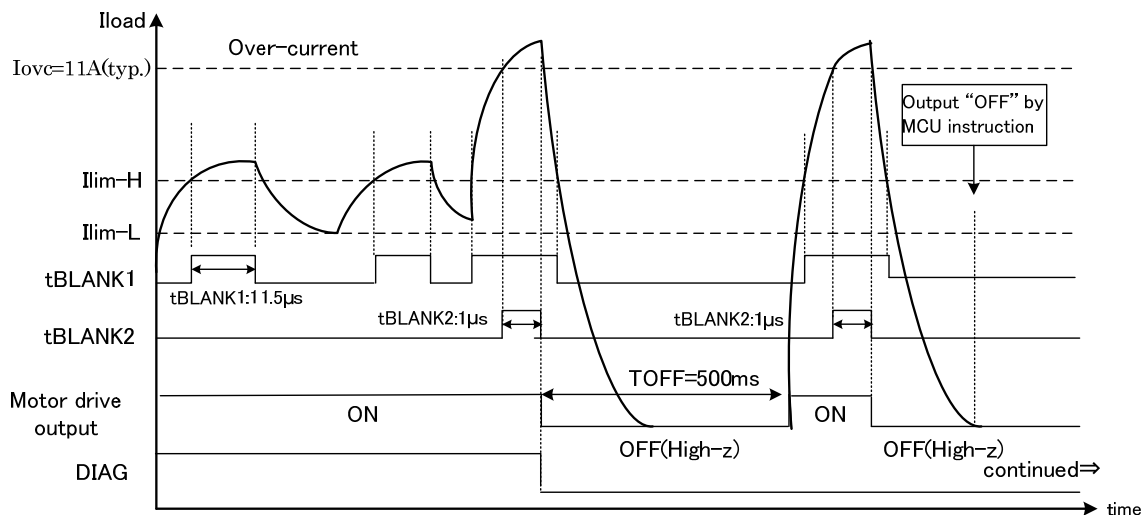 Iload
Over-current
Iovc=11A(typ.)
Output “OFF” by
MCU instruction
Ilim-H
Ilim-L
tBLANK1
tBLANK1:11.5μs
tBLANK2:1μs
tBLANK2:1μs
tBLANK2
TOFF=500ms
Motor drive
output
ON
ON
OFF(High-z)
OFF(High-z)
DIAG
continued⇒
time